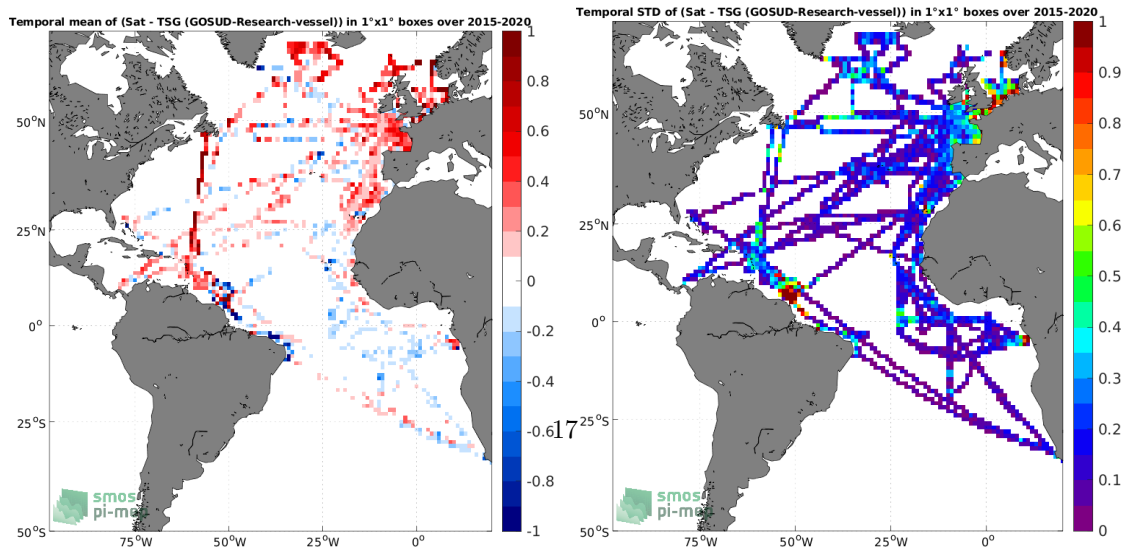 Temporal mean of (Sat - TSG (GOSUD-Research-vessel)) in 1°x1° boxes over 2015-2020
1
0.8
0.6
0.4
0.2
0
-0.2
-0.4
-0.6
-0.8
-1
50°N
25°N
0°
25°S
50°S
75°W
50°W
25°W
0°
smos
pi-me
17
Temporal STD of (Sat - TSG (GOSUD-Research-vessel)) in 1°x1° boxes over 2015-2020
1
0.9
0.8
0.7
0.6
0.5
0.4
0.3
0.2
0.1
0
50°N
25°N
0°
25°S
50°S
75°W
50°W
25°W
0°
smos
pi-mep